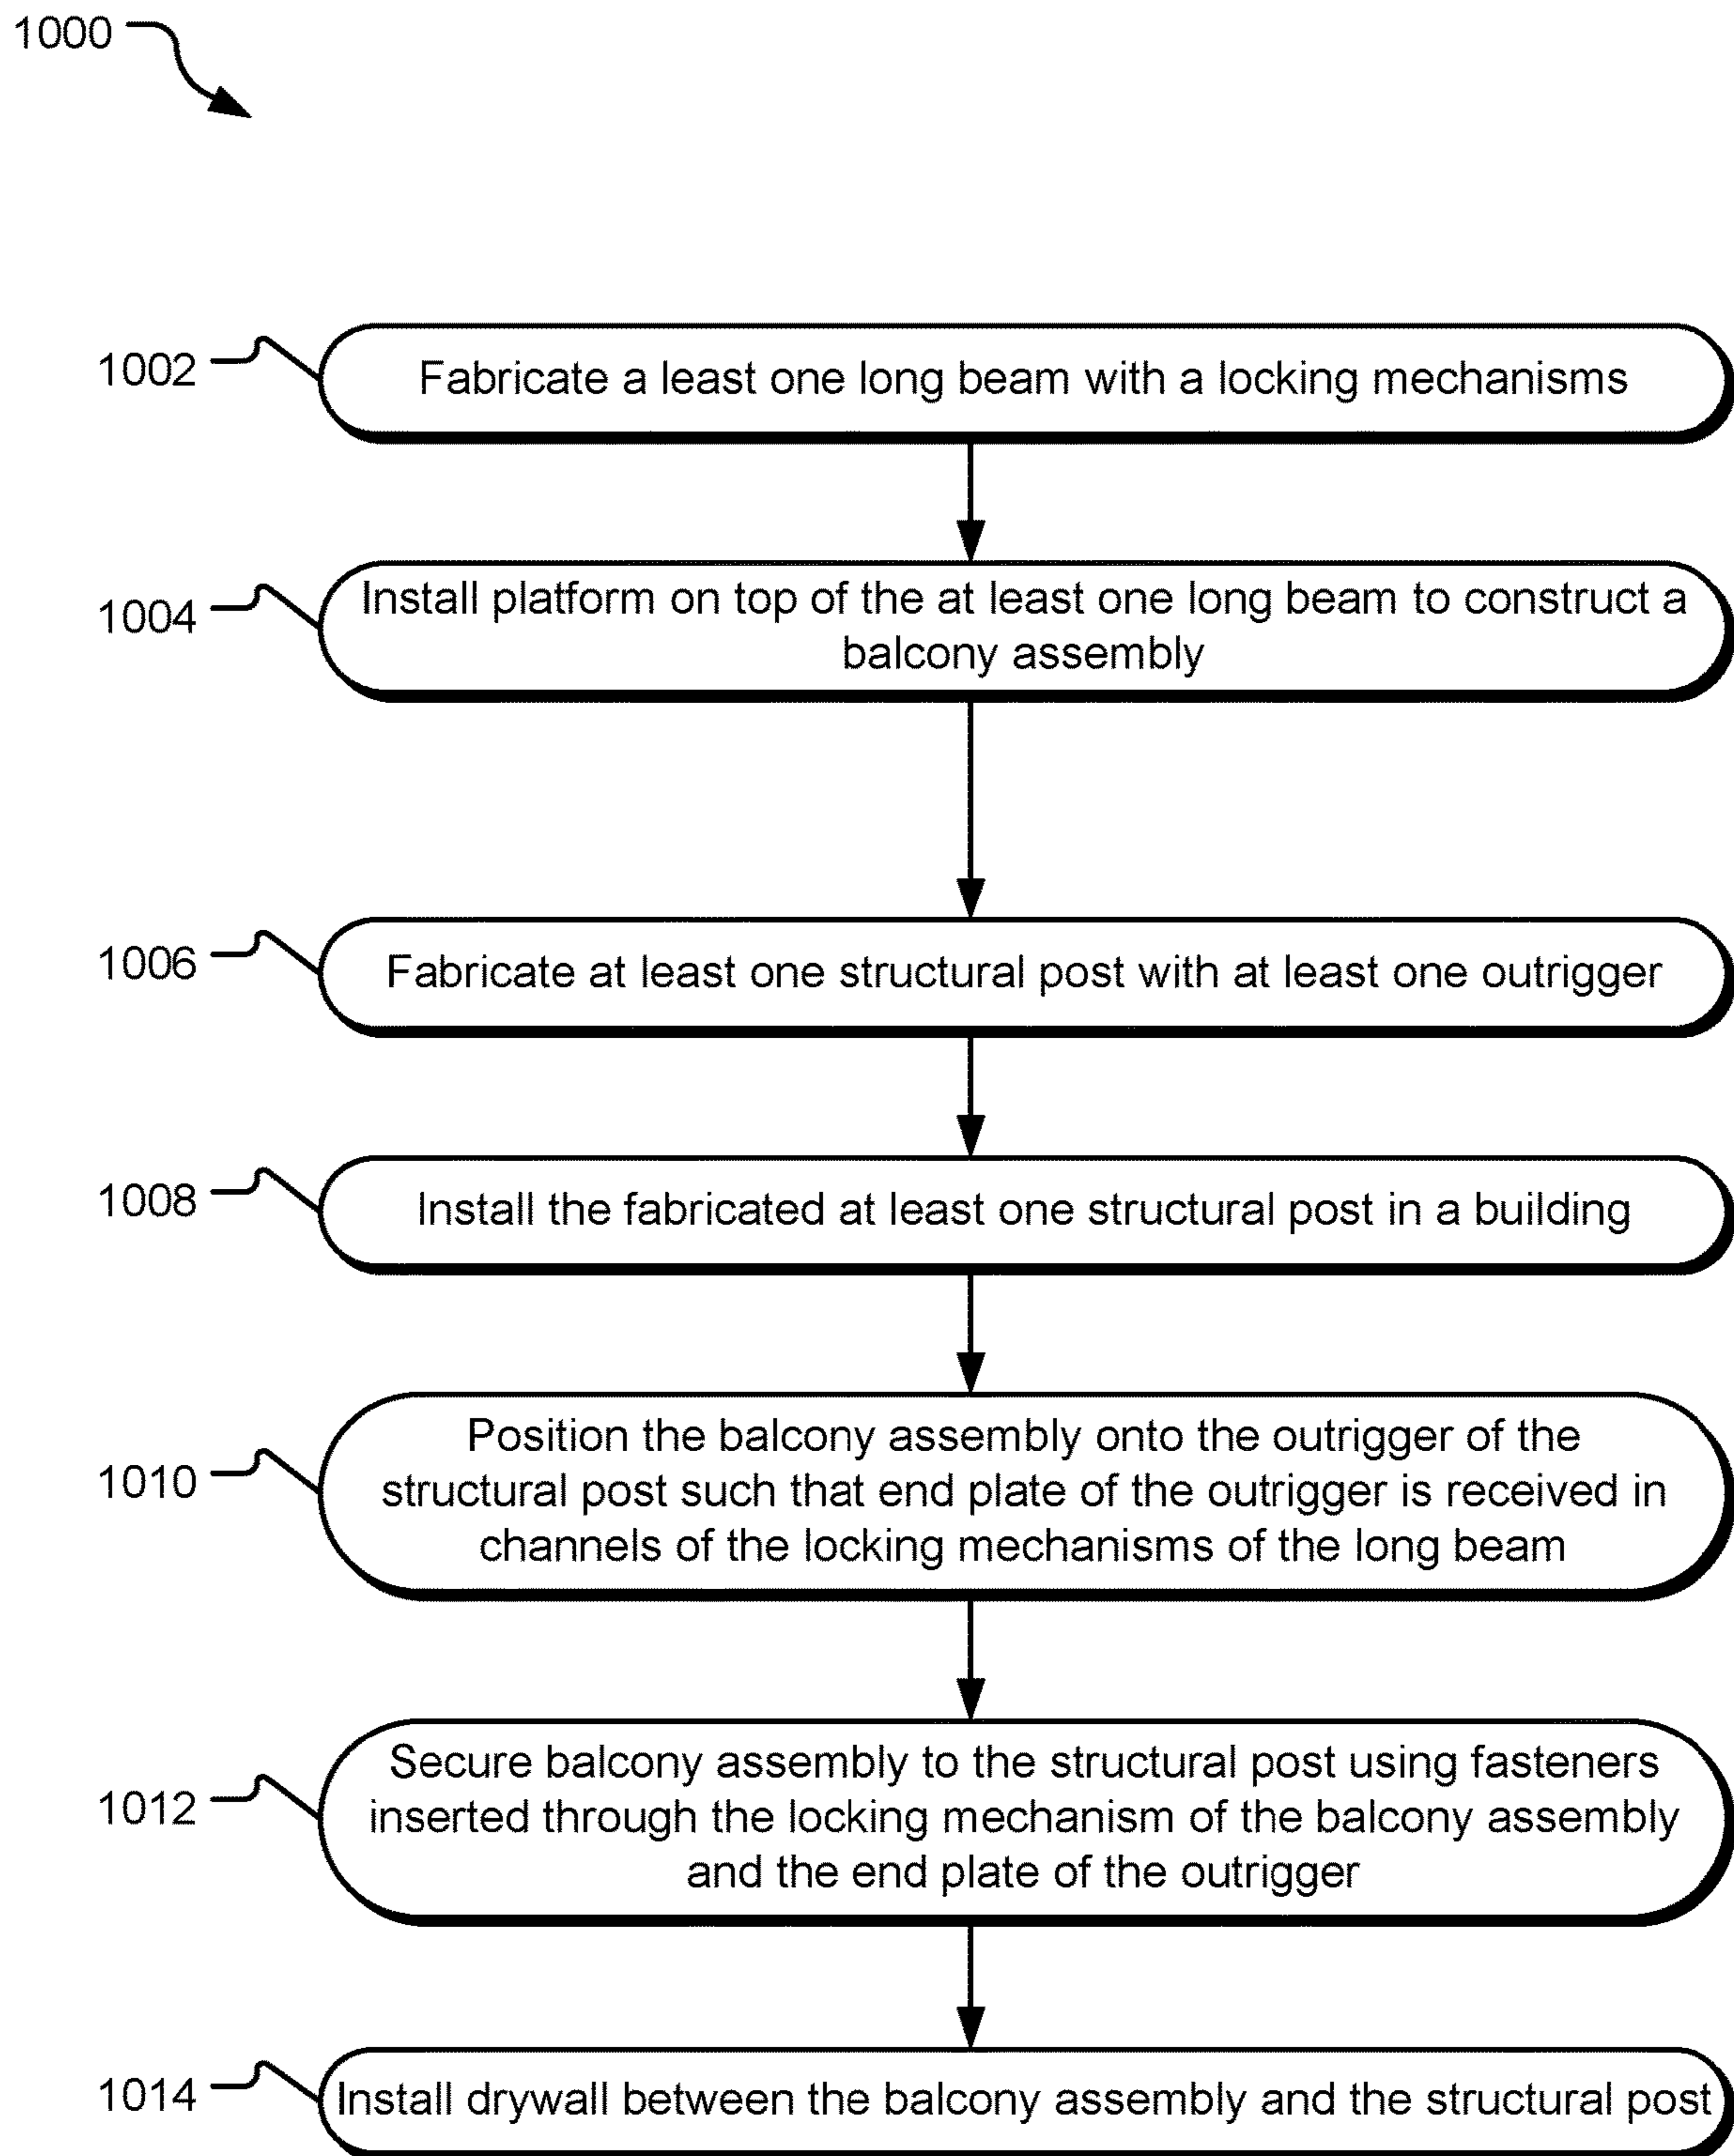 1000
1002
Fabricate a least one long beam with a locking mechanisms
1004
Install platform on top of the at least one long beam to construct a
balcony assembly
1006
Fabricate at least one structural post with at least one outrigger
1008
Install the fabricated at least one structural post in a building
1010
Position the balcony assembly onto the outrigger of the
structural post such that end plate of the outrigger is received in
channels of the locking mechanisms of the long beam
1012
Secure balcony assembly to the structural post using fasteners
inserted through the locking mechanism of the balcony assembly
and the end plate of the outrigger
1014
Install drywall between the balcony assembly and the structural post